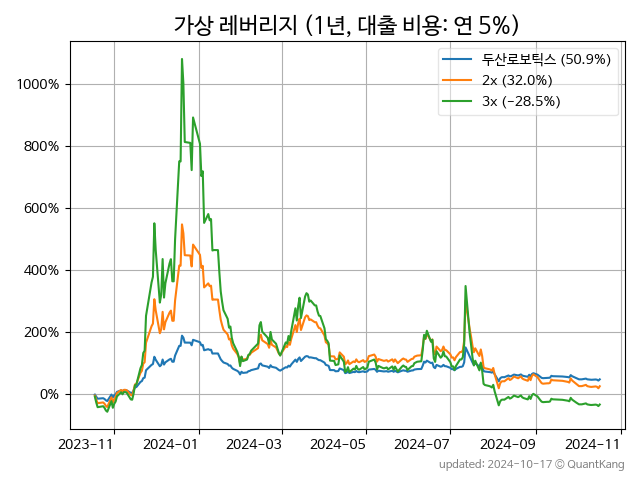 가상 레버리지 (1년, 대출 비용: 연 5%)
두산로보틱스 (50.9%)
2x (32.0%)
3x (-28.5%)
1000%
800%
600%
400%
200%
0%
2023-11 2024-01 2024-03 2024-05 2024-07 2024-09 2024-11
updated: 2024-10-17 © QuantKang